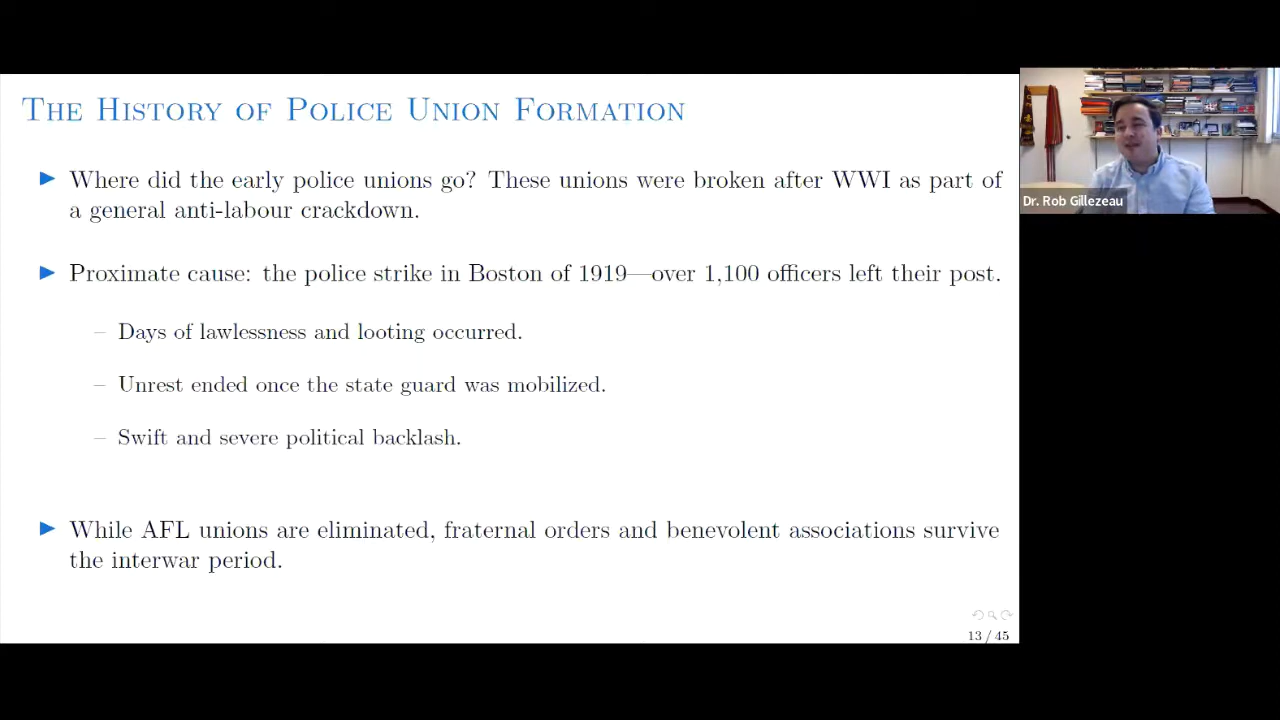 The History of Police Union Formation
Where did the early police unions go? These unions were broken after WWI as part of
a general anti-labour crackdown.
Proximate cause: the police strike in Boston of 1919—over 1,100 officers left their post.
– Days of lawlessness and looting occurred.
– Unrest ended once the state guard was mobilized.
– Swift and severe political backlash.
While AFL unions are eliminated, fraternal orders and benevolent associations survive
the interwar period.
13 / 45
Dr. Rob Gillezeau